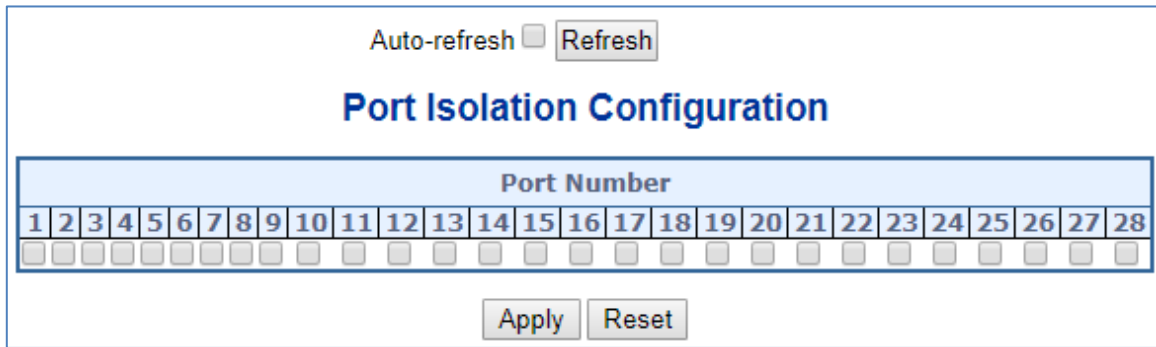 Auto-refresh Refresh
Port Isolation Configuration
Port Number
1 2 3 4 5 6 7 8 9 10 11 12 13 14 15 16 17 18 19 20 21 22 23 24 25 26 27 28
Apply Reset